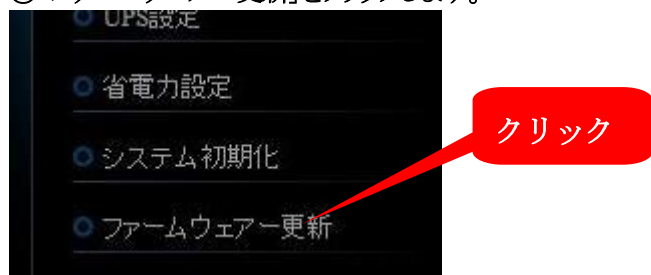 UPS設定
省電力設定
システム初期化
ファームウェアー更新
クリック